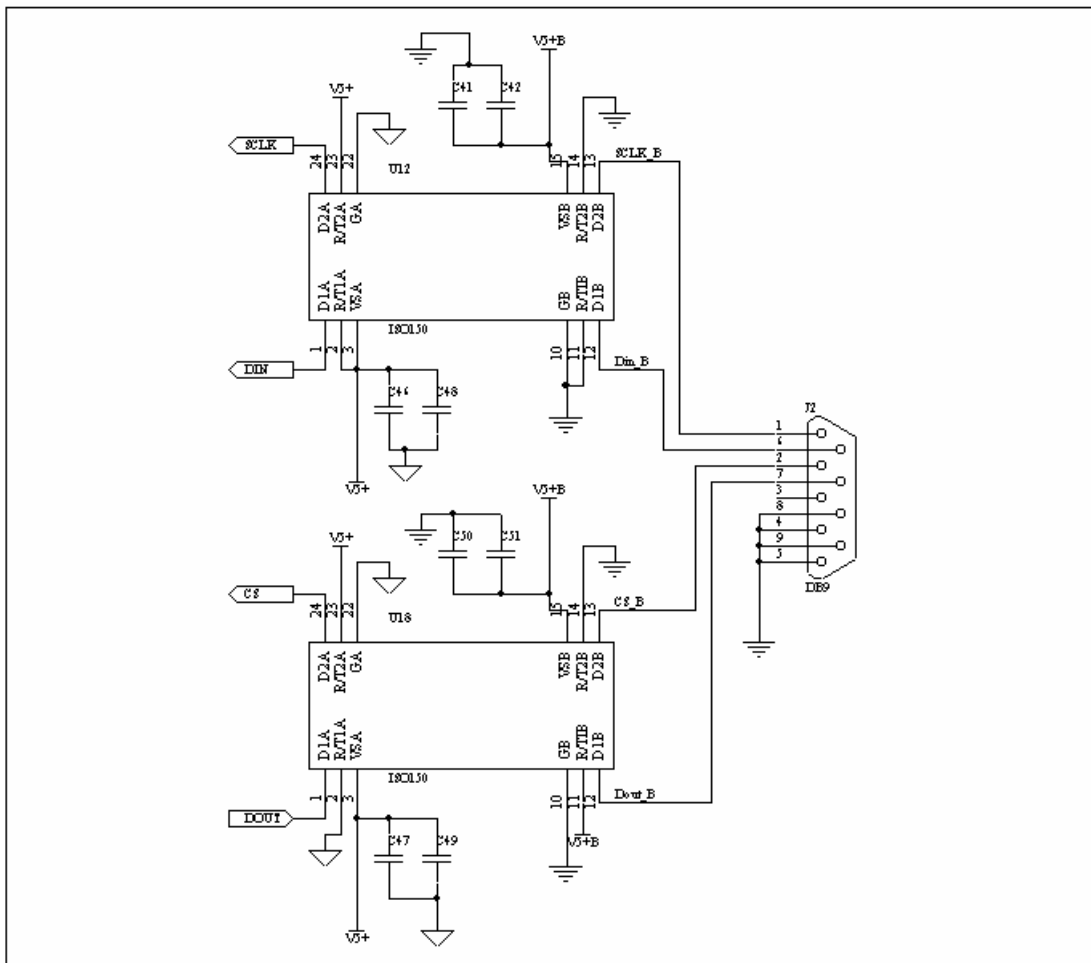 V5+B
V5+
C41 C42
SCLK
24 23 22
U12
15 14 13
SCLK_B
D2A R/T2A GA
VSB R/T2B D2B
D1A R/T1A VSA
GB R/T1B D1B
ISO150
1 2 3
10 11 12
DIN
Din_B
C46 C48
V5+
J2
1
6
2
7
3
8
4
9
5
DB9
V5+B
V5+
C50 C51
CS
24 23 22
U18
15 14 13
CS_B
D2A R/T2A GA
VSB R/T2B D2B
D1A R/T1A VSA
GB R/T1B D1B
ISO150
1 2 3
10 11 12
DOUT
Dout_B
V5+B
C47 C49
V5+